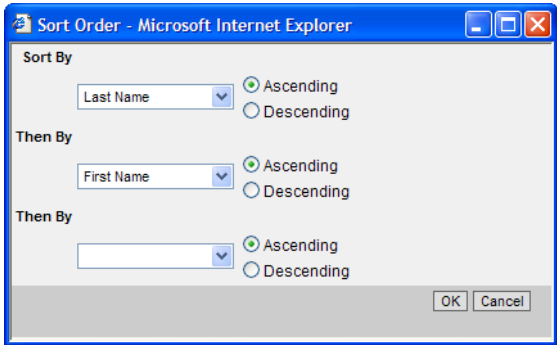 Sort Order - Microsoft Internet Explorer
Sort By
Last Name
Ascending
Descending
Then By
First Name
Ascending
Descending
Then By
Ascending
Descending
OK Cancel